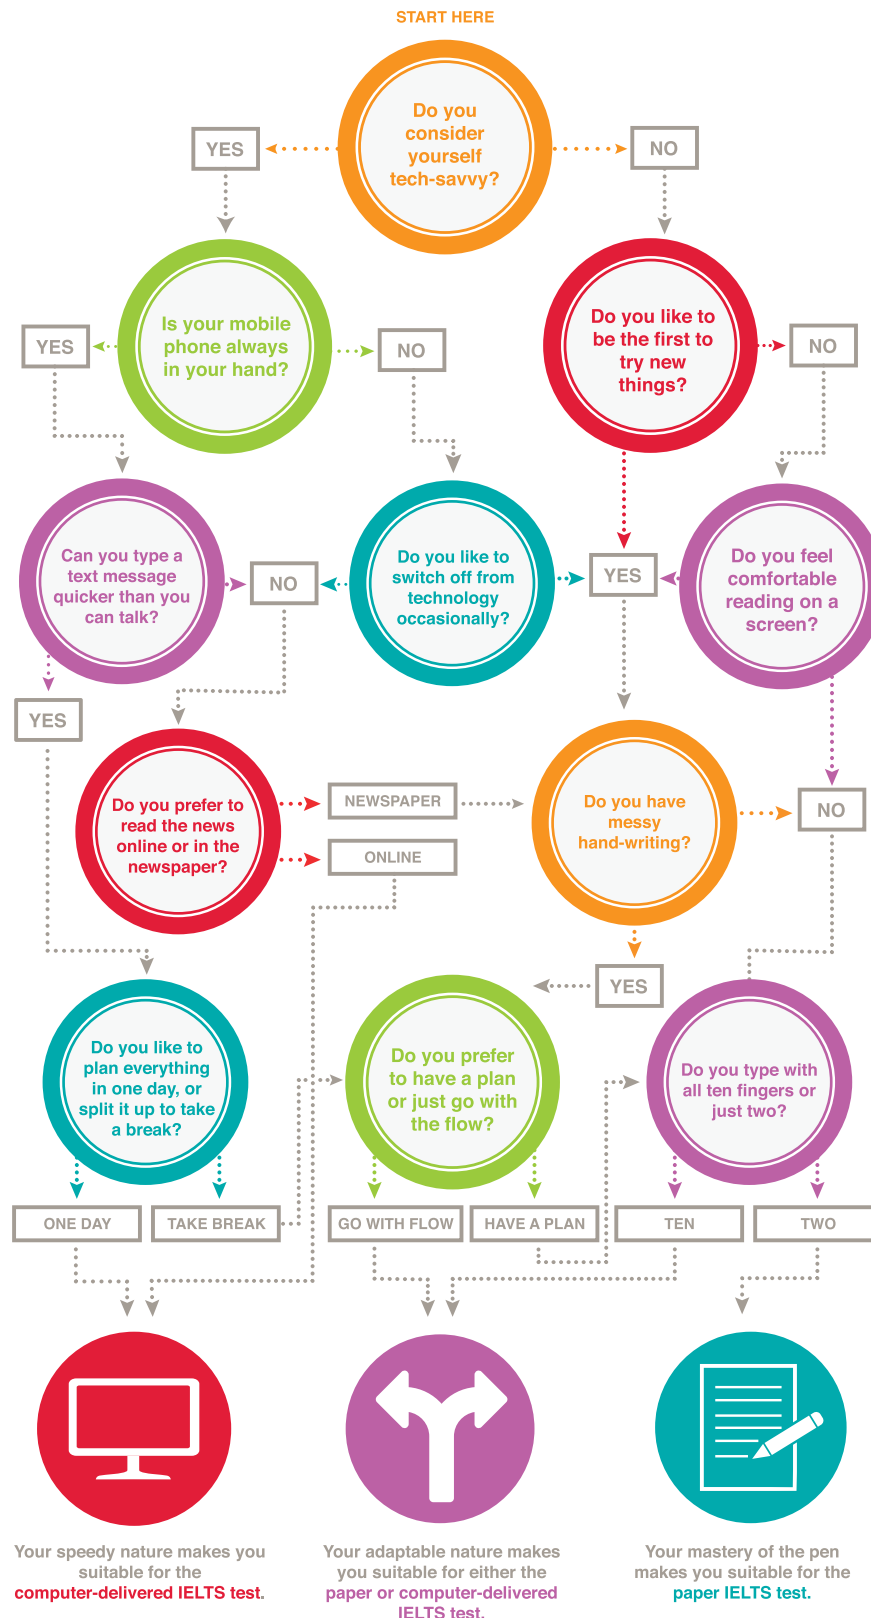 START HERE
Do you
consider
yourself
tech-savvy?
YES
NO
Is your mobile
phone always
in your hand?
Do you like to
be the first to
try new
things?
YES
NO
NO
Can you type a
text message
quicker than you
can talk?
NO
Do you like to
switch off from
technology
occasionally?
YES
Do you feel
comfortable
reading on a
screen?
YES
Do you prefer to
read the news
online or in the
newspaper?
NEWSPAPER
ONLINE
Do you have
messy
hand-writing?
NO
YES
Do you like to
plan everything
in one day, or
split it up to take
a break?
Do you prefer
to have a plan
or just go with
the flow?
Do you type with
all ten fingers or
just two?
ONE DAY
TAKE BREAK
GO WITH FLOW
HAVE A PLAN
TEN
TWO
Your speedy nature makes you
suitable for the
computer-delivered IELTS test.
Your adaptable nature makes
you suitable for either the
paper or computer-delivered
IELTS test.
Your mastery of the pen
makes you suitable for the
paper IELTS test.